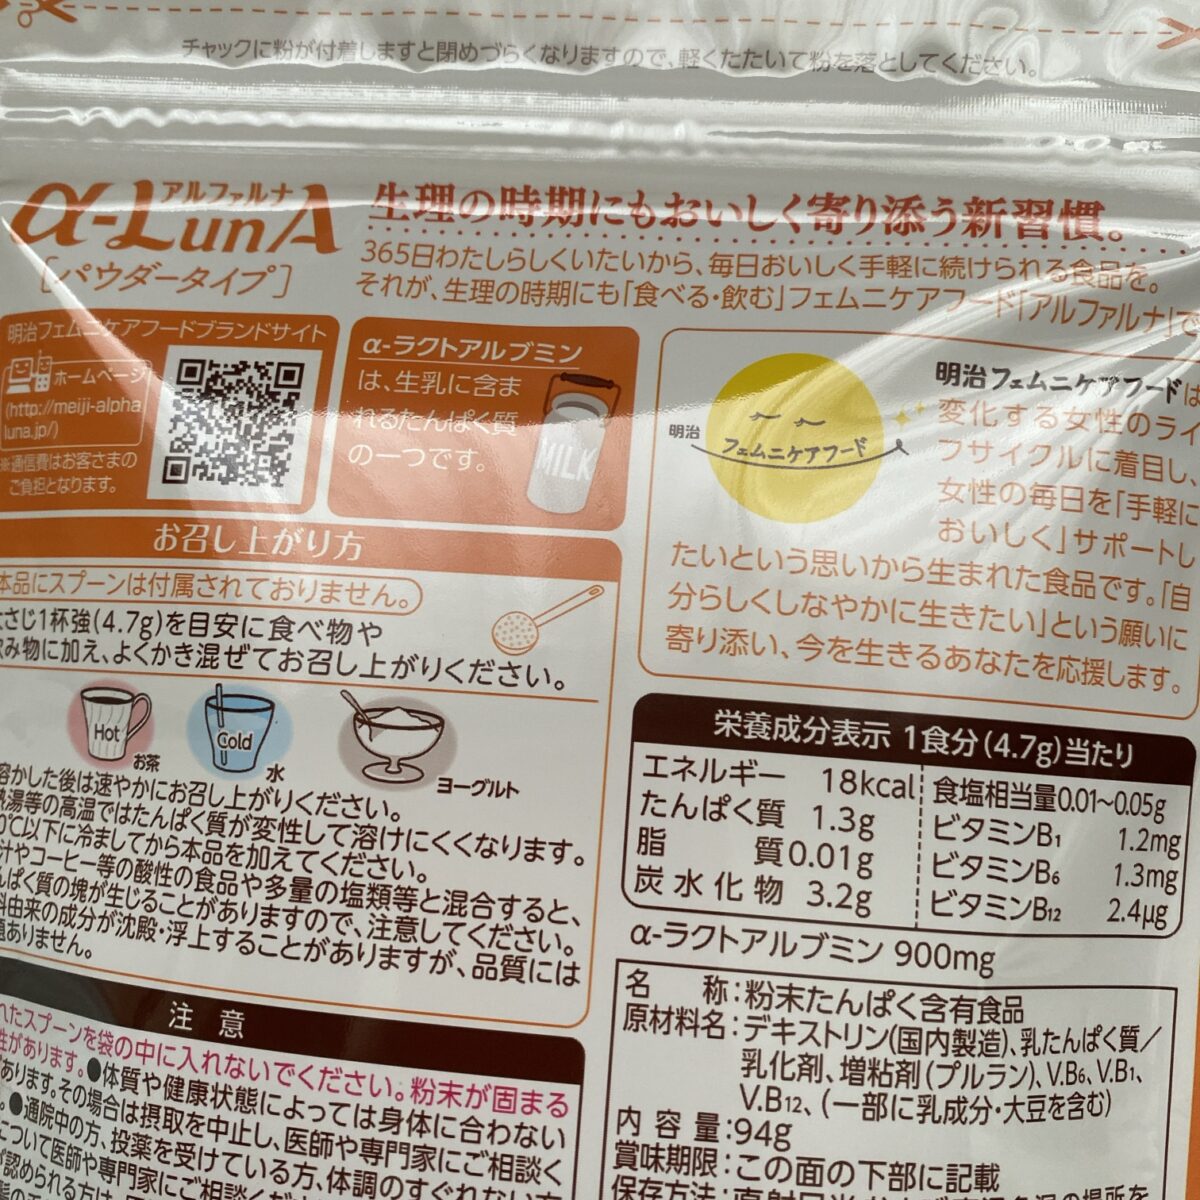 チャックに粉が付着しますと閉めづらくなりますので、軽くたたいて粉を落としてください。
アルファルナ
α-LunA
[パウダータイプ]
生理の時期にもおいしく寄り添う新習慣。
365日わたしらしくいたいから、毎日おいしく手軽に続けられる食品を。
それが、生理の時期にも「食べる・飲む」フェムニケアフード「アルファルナ」で
明治フェムニケアフードブランドサイト
ホームページ
(http://meiji-alpha
luna.jp/)
※通信費はお客さまの
ご負担となります。
α-ラクトアルブミン
は、生乳に含ま
れるたんぱく質
の一つです。
MILK
明治
フェムニケアフード
明治フェムニケアフードは
変化する女性のライ
フサイクルに着目し、
女性の毎日を「手軽に
おいしく」サポートし
たいという思いから生まれた食品です。「自
分らしくしなやかに生きたい」という願いに
寄り添い、今を生きるあなたを応援します。
お召し上がり方
本品にスプーンは付属されておりません。
さじ1杯強(4.7g)を目安に食べ物や
み物に加え、よくかき混ぜてお召し上がりください。
Hot
お茶
Cold
水
ヨーグルト
溶かした後は速やかにお召し上がりください。
熱湯等の高温ではたんぱく質が変性して溶けにくくなります。
0℃以下に冷ましてから本品を加えてください。
汁やコーヒー等の酸性の食品や多量の塩類等と混合すると、
んぱく質の塊が生じることがありますので、注意してください。
料由来の成分が沈殿・浮上することがありますが、品質には
題ありません。
栄養成分表示 1食分(4.7g)当たり
エネルギー 18kcal
たんぱく質 1.3g
脂質 0.01g
炭水化物 3.2g
食塩相当量0.01~0.05g
ビタミンB1 1.2mg
ビタミンB6 1.3mg
ビタミンB12 2.4μg
α-ラクトアルブミン 900mg
名称:粉末たんぱく含有食品
原材料名:デキストリン(国内製造)、乳たんぱく質/
乳化剤、増粘剤(プルラン)、V.B6、V.B1、
V.B12、(一部に乳成分・大豆を含む)
内容量:94g
賞味期限:この面の下部に記載
保存方法:
注意
れたスプーンを袋の中に入れないでください。粉末が固まる
性があります。●体質や健康状態によっては身体に合わない
があります。その場合は摂取を中止し、医師や専門家にご相談く
。●通院中の方、投薬を受けている方、体調のすぐれない方
について医師や専門家にご相談くだ
認められる方は、